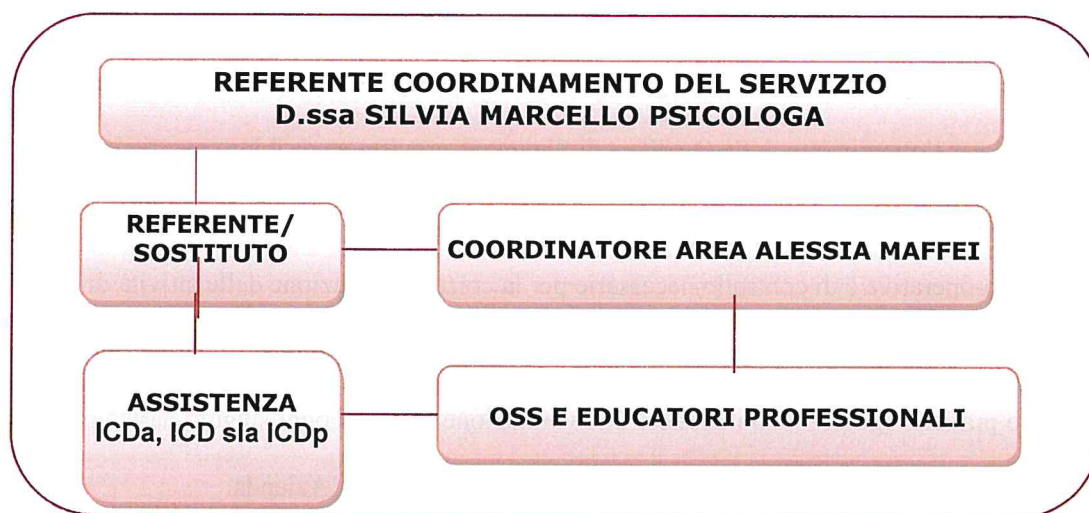 REFERENTE COORDINAMENTO DEL SERVIZIO
D.ssa SILVIA MARCELLO PSICOLOGA
REFERENTE/
SOSTITUTO
COORDINATORE AREA ALESSIA MAFFEI
ASSISTENZA
ICDa, ICD sla ICDp
OSS E EDUCATORI PROFESSIONALI